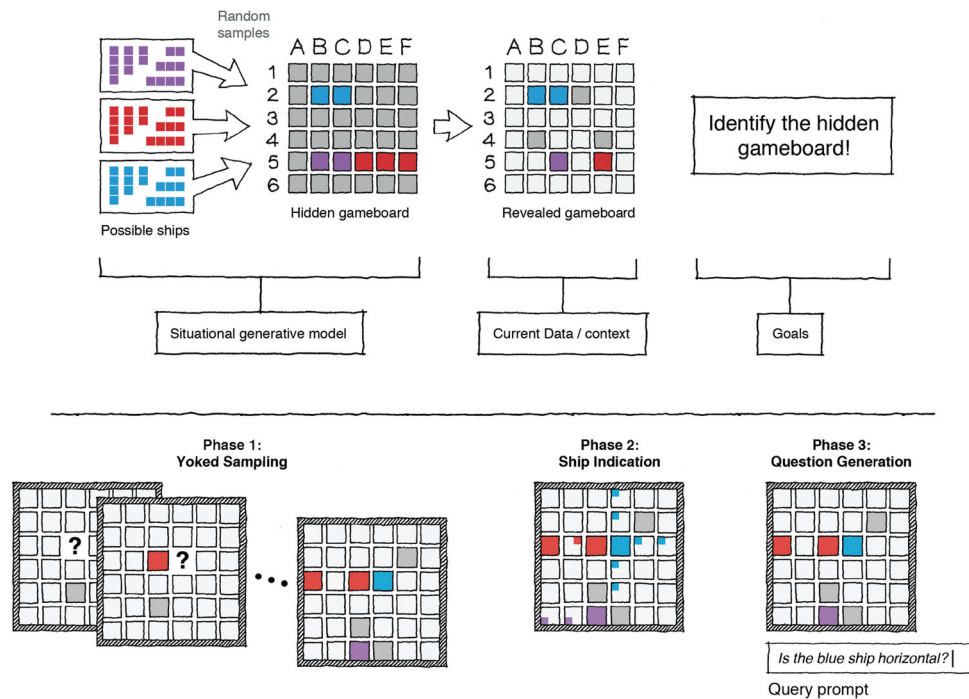 Random
samples
A B C D E F
1
2
3
4
5
6
Possible ships
Hidden gameboard
A B C D E F
1
2
3
4
5
6
Revealed gameboard
Identify the hidden
gameboard!
Situational generative model
Current Data / context
Goals
Phase 1:
Yoked Sampling
? ?
Phase 2:
Ship Indication
Phase 3:
Question Generation
Is the blue ship horizontal?
Query prompt